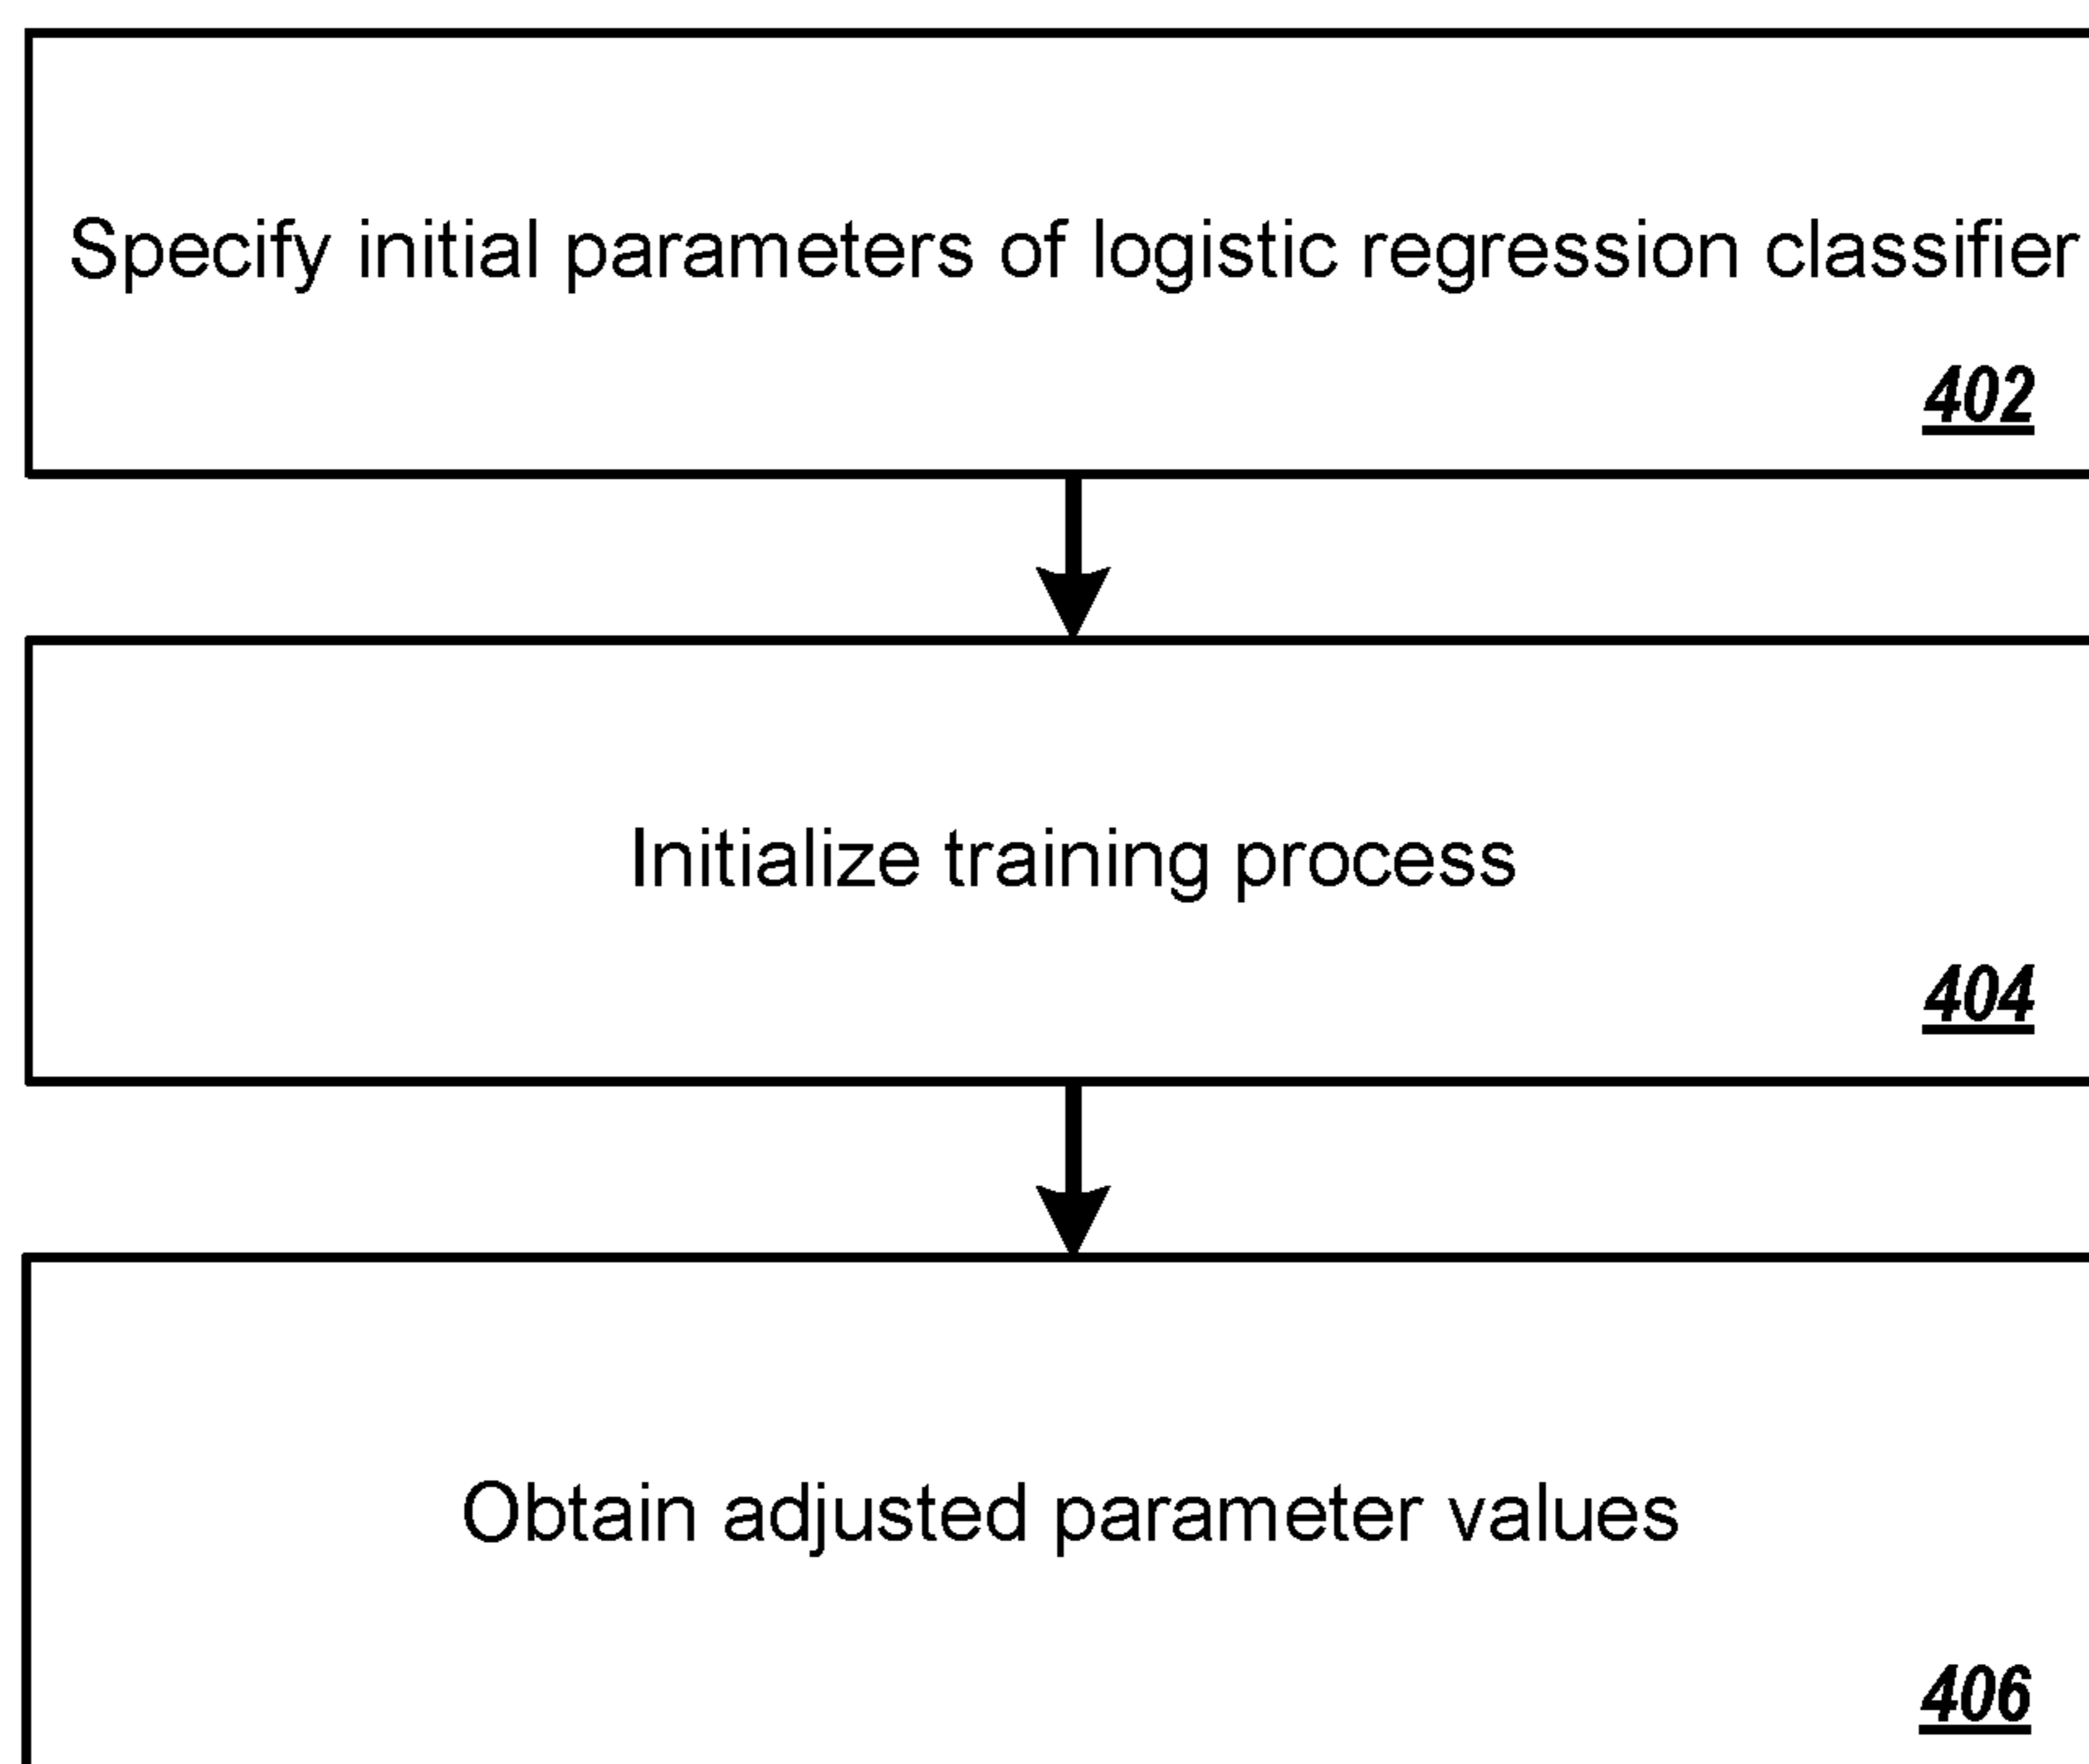 Specify initial parameters of logistic regression classifier
402
Initialize training process
404
Obtain adjusted parameter values
406